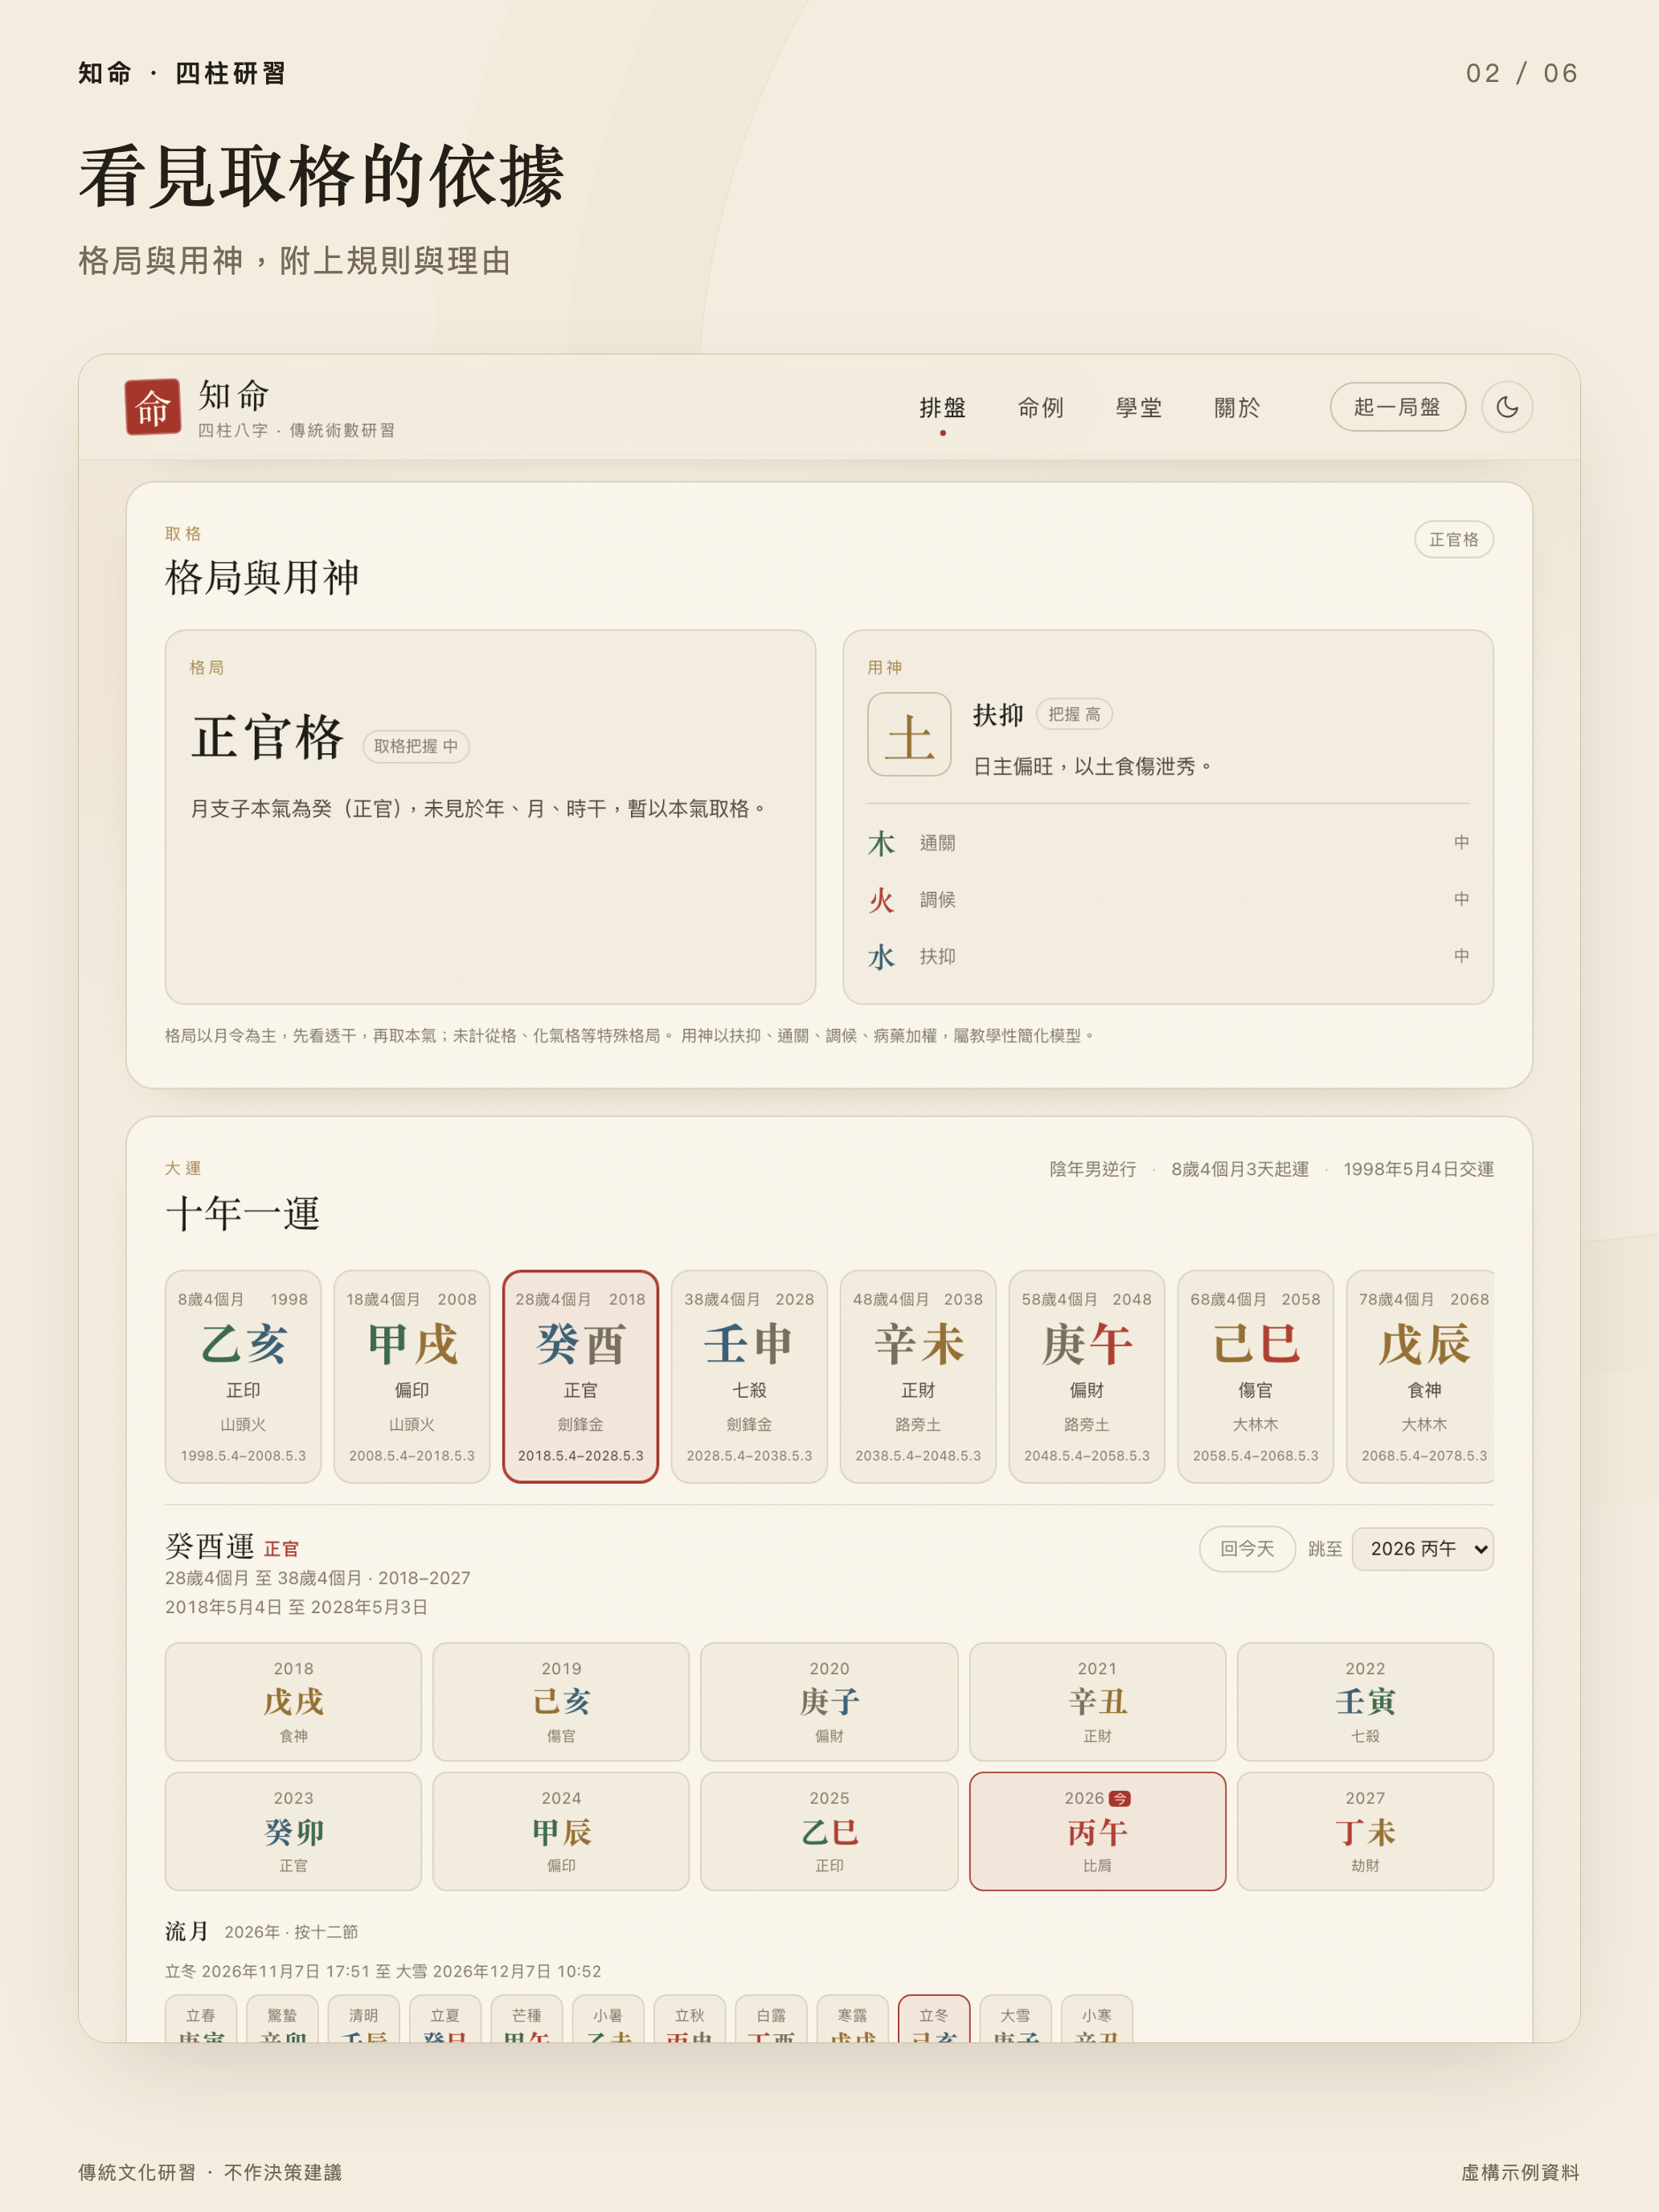 知命 · 四柱研習
02 / 06
看見取格的依據
格局與用神，附上規則與理由
命
知命
四柱八字 · 傳統術數研習
排盤 命例 學堂 關於 起一局盤
取格
正官格
格局與用神
格局
正官格 取格把握 中
月支子本氣為癸（正官），未見於年、月、時干，暫以本氣取格。
用神
土 扶抑 把握 高
日主偏旺，以土食傷泄秀。
木 通關 中
火 調候 中
水 扶抑 中
格局以月令為主，先看透干，再取本氣；未計從格、化氣格等特殊格局。 用神以扶抑、通關、調候、病藥加權，屬教學性簡化模型。
大運
陰年男逆行 · 8歲4個月3天起運 · 1998年5月4日交運
十年一運
8歲4個月 1998
乙亥
正印
山頭火
1998.5.4–2008.5.3
18歲4個月 2008
甲戌
偏印
山頭火
2008.5.4–2018.5.3
28歲4個月 2018
癸酉
正官
劍鋒金
2018.5.4–2028.5.3
38歲4個月 2028
壬申
七殺
劍鋒金
2028.5.4–2038.5.3
48歲4個月 2038
辛未
正財
路旁土
2038.5.4–2048.5.3
58歲4個月 2048
庚午
偏財
路旁土
2048.5.4–2058.5.3
68歲4個月 2058
己巳
傷官
大林木
2058.5.4–2068.5.3
78歲4個月 2068
戊辰
食神
大林木
2068.5.4–2078.5.3
癸酉運 正官
28歲4個月 至 38歲4個月 · 2018–2027
2018年5月4日 至 2028年5月3日
回今天 跳至 2026 丙午
2018
戊戌
食神
2019
己亥
傷官
2020
庚子
偏財
2021
辛丑
正財
2022
壬寅
七殺
2023
癸卯
正官
2024
甲辰
偏印
2025
乙巳
正印
2026 今
丙午
比肩
2027
丁未
劫財
流月 2026年 · 按十二節
立冬 2026年11月7日 17:51 至 大雪 2026年12月7日 10:52
立春 驚蟄 清明 立夏 芒種 小暑 立秋 白露 寒露 立冬 大雪 小寒
庚寅 辛卯 壬辰 癸巳 甲午 乙未 丙申 丁酉 戊戌 己亥 庚子 辛丑
傳統文化研習 · 不作決策建議
虛構示例資料